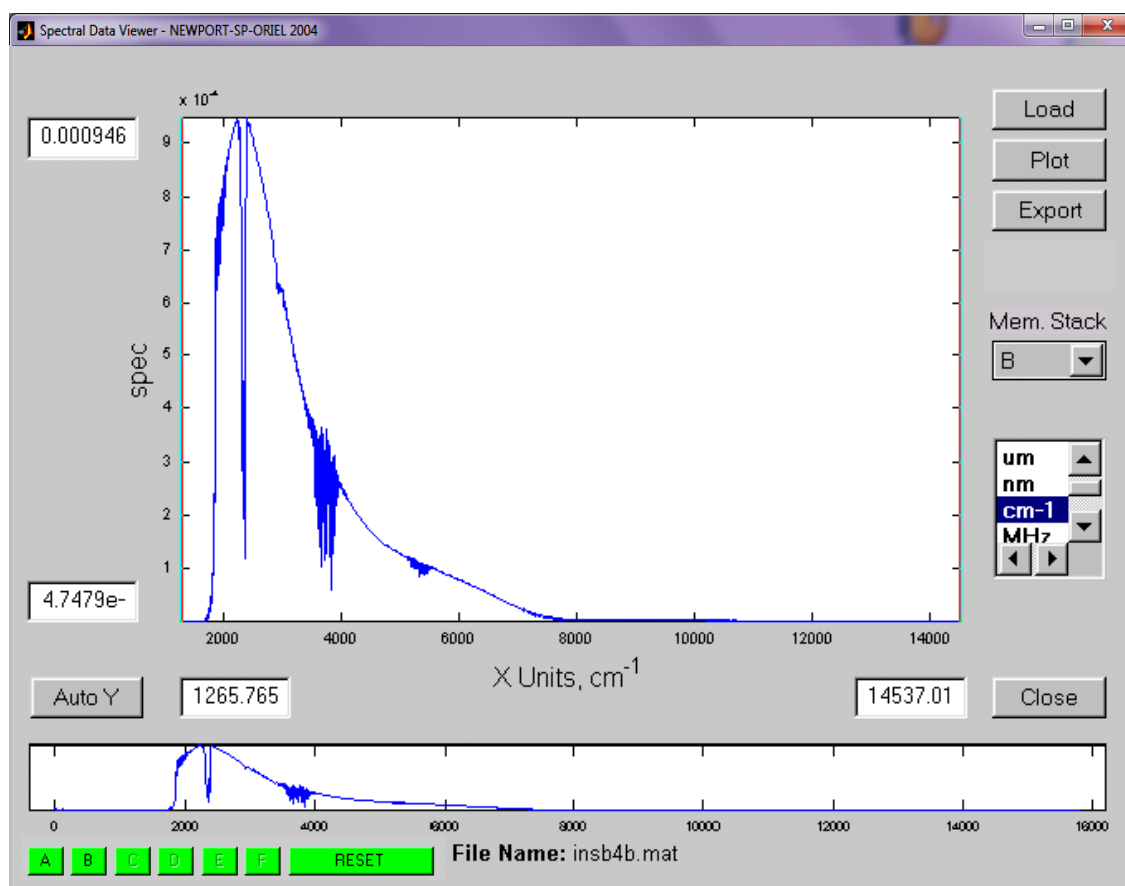 Spectral Data Viewer - NEWPORT-SP-ORIEL 2004
x 10⁻⁴
0.000946
9
8
7
6
5
4
3
2
1
spec
4.7479e-
2000 4000 6000 8000 10000 12000 14000
X Units, cm⁻¹
Auto Y
1265.765
14537.01
Load
Plot
Export
Mem. Stack
B
um
nm
cm-1
MHz
Close
0 2000 4000 6000 8000 10000 12000 14000 16000
A B C D E F RESET
File Name: insb4b.mat